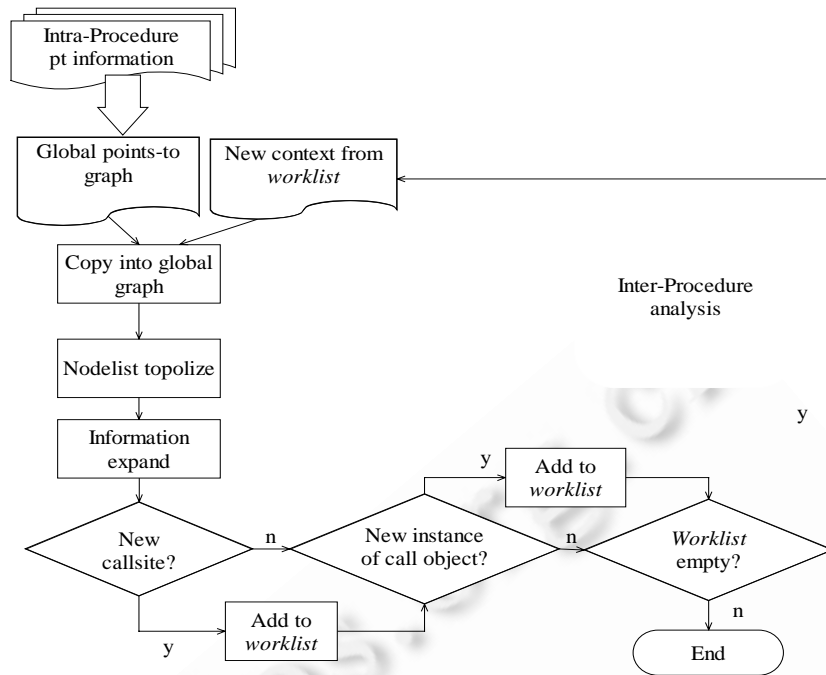 Intra-Procedure
pt information
Global points-to
graph
New context from
worklist
Copy into global
graph
Inter-Procedure
analysis
Nodelist topolize
Information
expand
y
y
Add to
worklist
New
callsite?
n
New instance
of call object?
n
Worklist
empty?
y
Add to
worklist
n
End